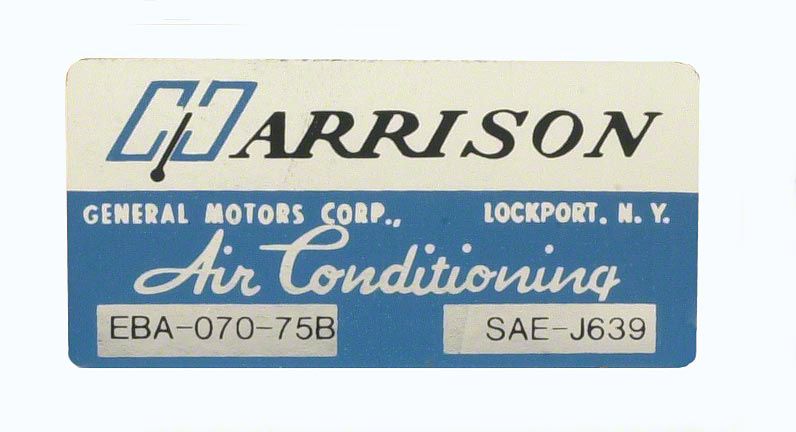 HARRISON
GENERAL MOTORS CORP., LOCKPORT. N. Y.
Air Conditioning
EBA-070-75B SAE-J639